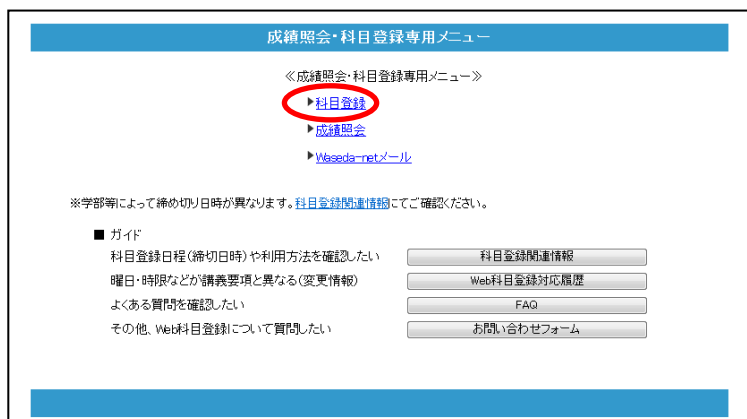 成績照会・科目登録専用メニュー
≪成績照会・科目登録専用メニュー≫
▶科目登録
▶成績照会
▶Waseda-netメール
※学部等によって締め切り日時が異なります。科目登録関連情報にてご確認ください。
■ ガイド
科目登録日程(締切日時)や利用方法を確認したい 科目登録関連情報
曜日・時限などが講義要項と異なる(変更情報) Web科目登録対応履歴
よくある質問を確認したい FAQ
その他、Web科目登録について質問したい お問い合わせフォーム